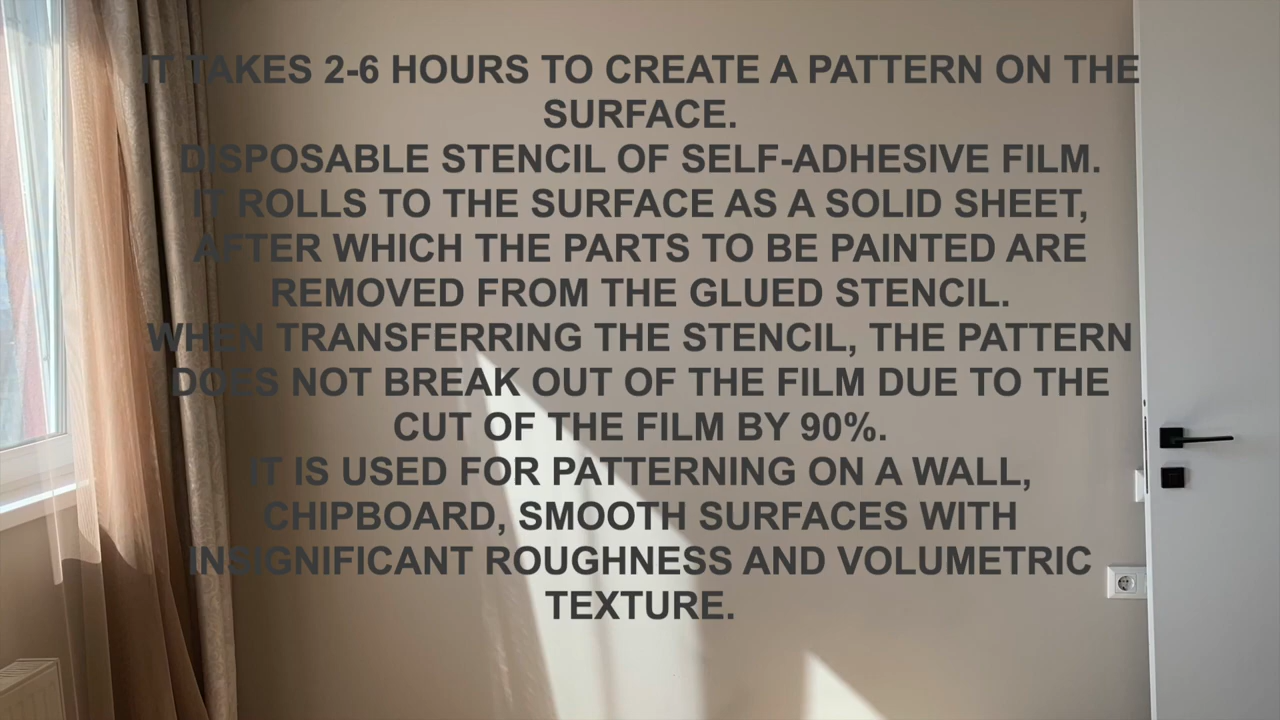 IT TAKES 2-6 HOURS TO CREATE A PATTERN ON THE
SURFACE.
DISPOSABLE STENCIL OF SELF-ADHESIVE FILM.
IT ROLLS TO THE SURFACE AS A SOLID SHEET,
AFTER WHICH THE PARTS TO BE PAINTED ARE
REMOVED FROM THE GLUED STENCIL.
WHEN TRANSFERRING THE STENCIL, THE PATTERN
DOES NOT BREAK OUT OF THE FILM DUE TO THE
CUT OF THE FILM BY 90%.
IT IS USED FOR PATTERNING ON A WALL,
CHIPBOARD, SMOOTH SURFACES WITH
INSIGNIFICANT ROUGHNESS AND VOLUMETRIC
TEXTURE.